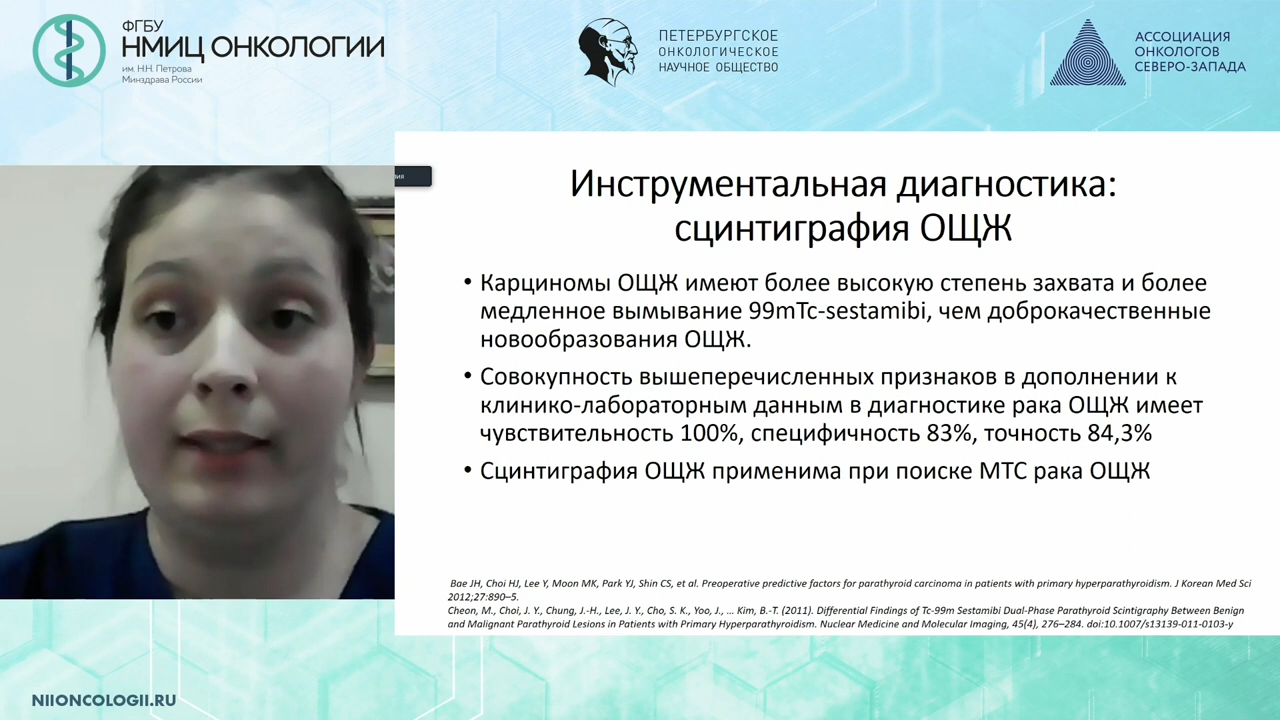 ФГБУ
НМИЦ ОНКОЛОГИИ
им. Н.Н. Петрова
Минздрава России
ПЕТЕРБУРГСКОЕ
ОНКОЛОГИЧЕСКОЕ
НАУЧНОЕ ОБЩЕСТВО
АССОЦИАЦИЯ
ОНКОЛОГОВ
СЕВЕРО-ЗАПАДА
Инструментальная диагностика:
сцинтиграфия ОЩЖ
• Карциномы ОЩЖ имеют более высокую степень захвата и более
медленное вымывание 99mTc-sestamibi, чем доброкачественные
новообразования ОЩЖ.
• Совокупность вышеперечисленных признаков в дополнении к
клинико-лабораторным данным в диагностике рака ОЩЖ имеет
чувствительность 100%, специфичность 83%, точность 84,3%
• Сцинтиграфия ОЩЖ применима при поиске МТС рака ОЩЖ
Bae JH, Choi HJ, Lee Y, Moon MK, Park YJ, Shin CS, et al. Preoperative predictive factors for parathyroid carcinoma in patients with primary hyperparathyroidism. J Korean Med Sci
2012;27:890–5.
Cheon, M., Choi, J. Y., Chung, J.-H., Lee, J. Y., Cho, S. K., Yoo, J., … Kim, B.-T. (2011). Differential Findings of Tc-99m Sestamibi Dual-Phase Parathyroid Scintigraphy Between Benign
and Malignant Parathyroid Lesions in Patients with Primary Hyperparathyroidism. Nuclear Medicine and Molecular Imaging, 45(4), 276–284. doi:10.1007/s13139-011-0103-y
NIIONCOLOGII.RU